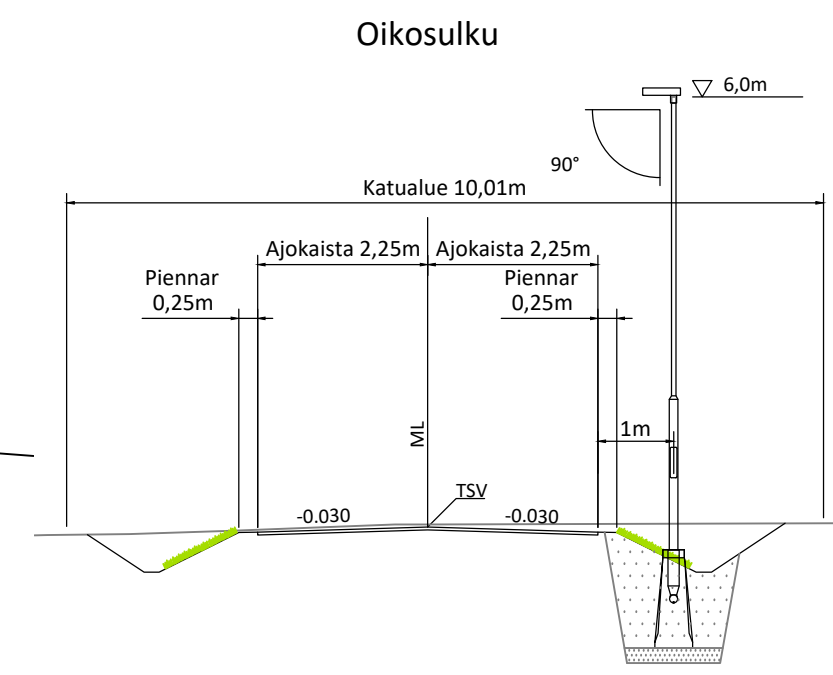 Oikosulku
6,0m
90°
Katualue 10,01m
Ajokaista 2,25m
Ajokaista 2,25m
Piennar
0,25m
Piennar
0,25m
ML
1m
TSV
-0.030
-0.030